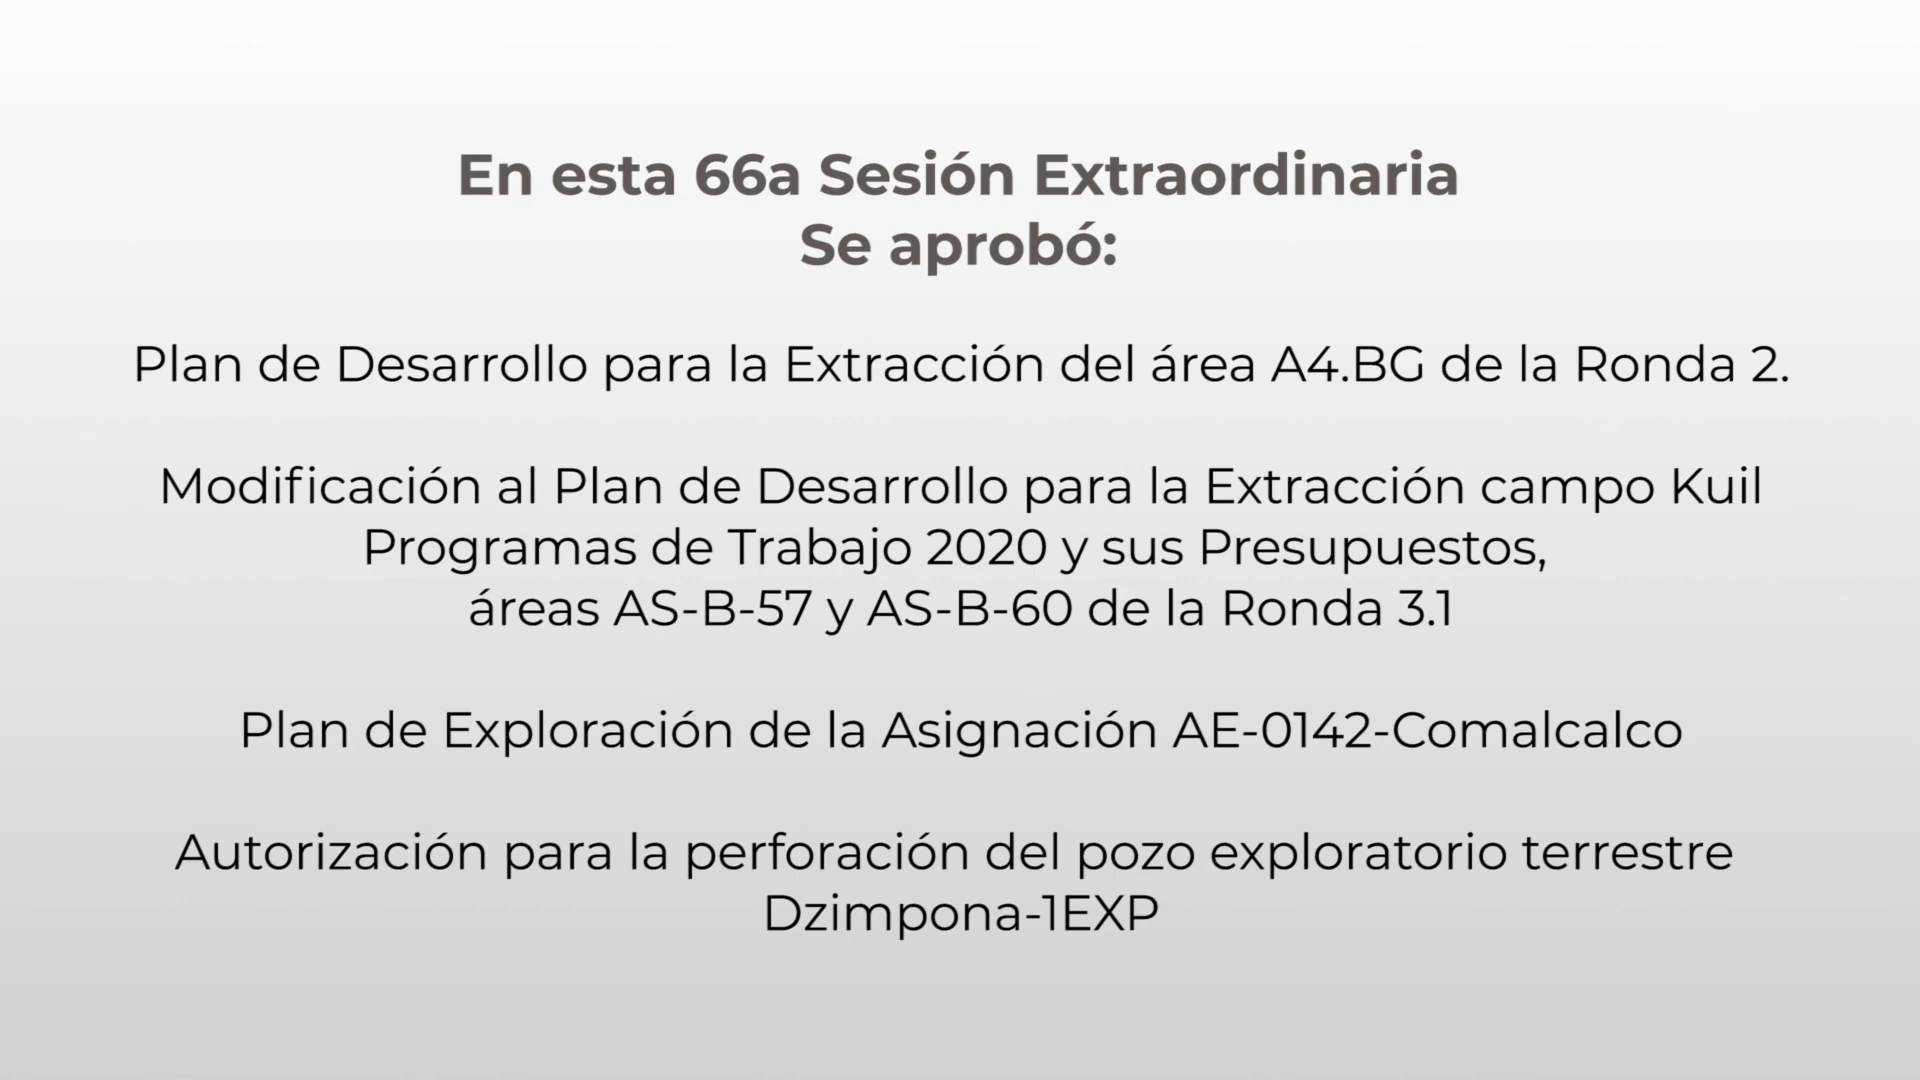 En esta 66a Sesión Extraordinaria
Se aprobó:
Plan de Desarrollo para la Extracción del área A4.BG de la Ronda 2.
Modificación al Plan de Desarrollo para la Extracción campo Kuil
Programas de Trabajo 2020 y sus Presupuestos,
áreas AS-B-57 y AS-B-60 de la Ronda 3.1
Plan de Exploración de la Asignación AE-0142-Comalcalco
Autorización para la perforación del pozo exploratorio terrestre
Dzimpona-1EXP